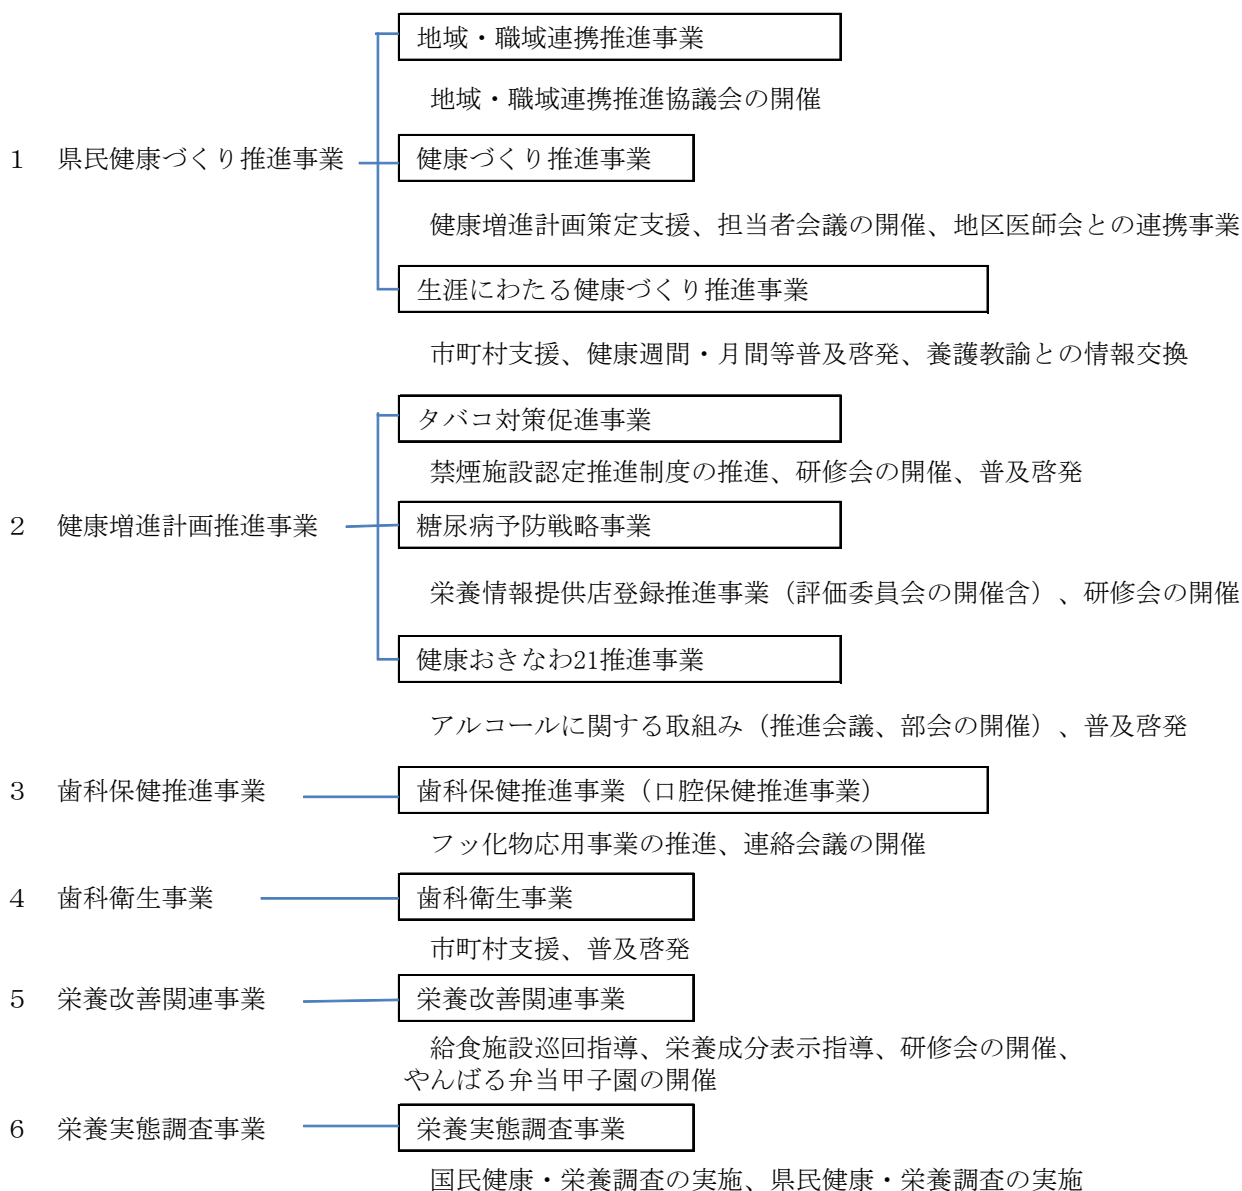 地域・職域連携推進事業
地域・職域連携推進協議会の開催
1 県民健康づくり推進事業
健康づくり推進事業
健康増進計画策定支援、担当者会議の開催、地区医師会との連携事業
生涯にわたる健康づくり推進事業
市町村支援、健康週間・月間等普及啓発、養護教諭との情報交換
タバコ対策促進事業
禁煙施設認定推進制度の推進、研修会の開催、普及啓発
2 健康増進計画推進事業
糖尿病予防戦略事業
栄養情報提供店登録推進事業（評価委員会の開催含）、研修会の開催
健康おきなわ21推進事業
アルコールに関する取組み（推進会議、部会の開催）、普及啓発
3 歯科保健推進事業
歯科保健推進事業（口腔保健推進事業）
フッ化物応用事業の推進、連絡会議の開催
4 歯科衛生事業
歯科衛生事業
市町村支援、普及啓発
5 栄養改善関連事業
栄養改善関連事業
給食施設巡回指導、栄養成分表示指導、研修会の開催、
やんばる弁当甲子園の開催
6 栄養実態調査事業
栄養実態調査事業
国民健康・栄養調査の実施、県民健康・栄養調査の実施